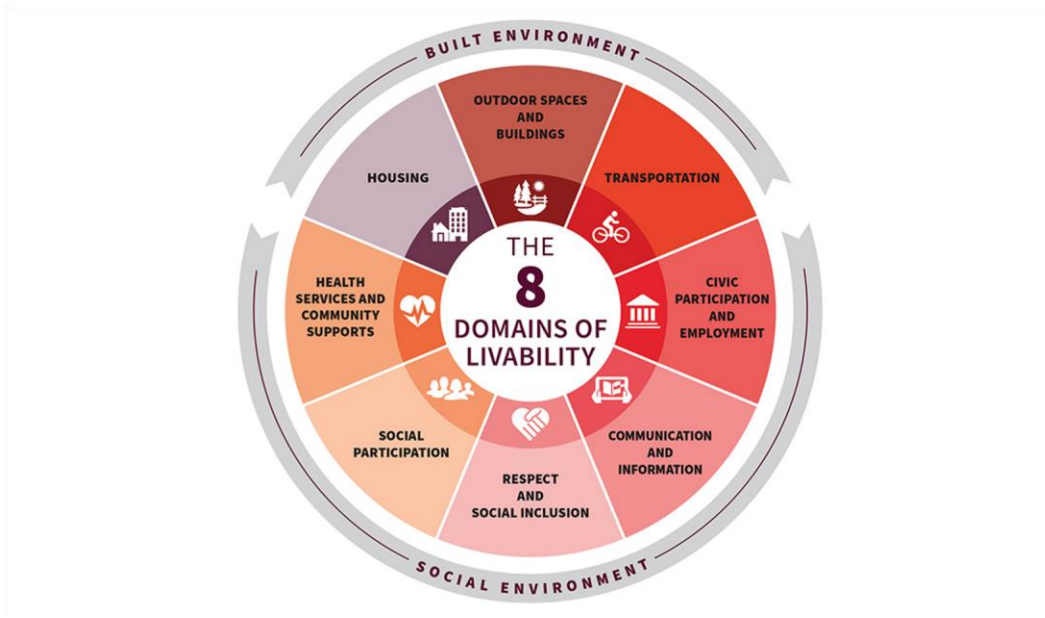 BUILT ENVIRONMENT
OUTDOOR SPACES
AND
BUILDINGS
HOUSING
TRANSPORTATION
THE
8
DOMAINS OF
LIVABILITY
HEALTH
SERVICES AND
COMMUNITY
SUPPORTS
CIVIC
PARTICIPATION
AND
EMPLOYMENT
SOCIAL
PARTICIPATION
COMMUNICATION
AND
INFORMATION
RESPECT
AND
SOCIAL INCLUSION
SOCIAL ENVIRONMENT